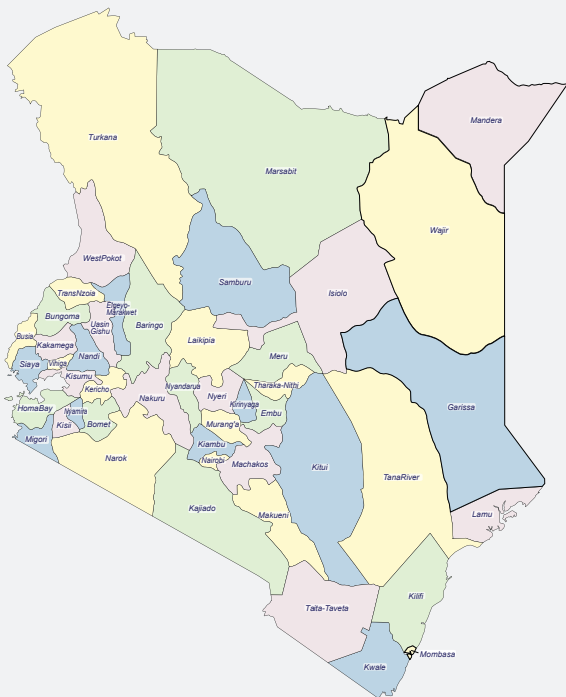 Mandera
Turkana
Marsabit
Wajir
WestPokot
Samburu
Isiolo
TransNzoia
Elgeyo-
Marakwet
Bungoma
Uasin
Gishu
Baringo
Busia
Kakamega
Laikipia
Nandi
Meru
Siaya
Vihiga
Kisumu
Nyandarua
Tharaka-Nithi
Kericho
Nakuru
Nyeri
Kirinyaga
Garissa
HomaBay
Nyamira
Embu
Kisii
Bomet
Murang'a
Migori
Kiambu
Narok
Nairobi
Machakos
Kitui
TanaRiver
Kajiado
Makueni
Lamu
Taita-Taveta
Kilifi
Mombasa
Kwale